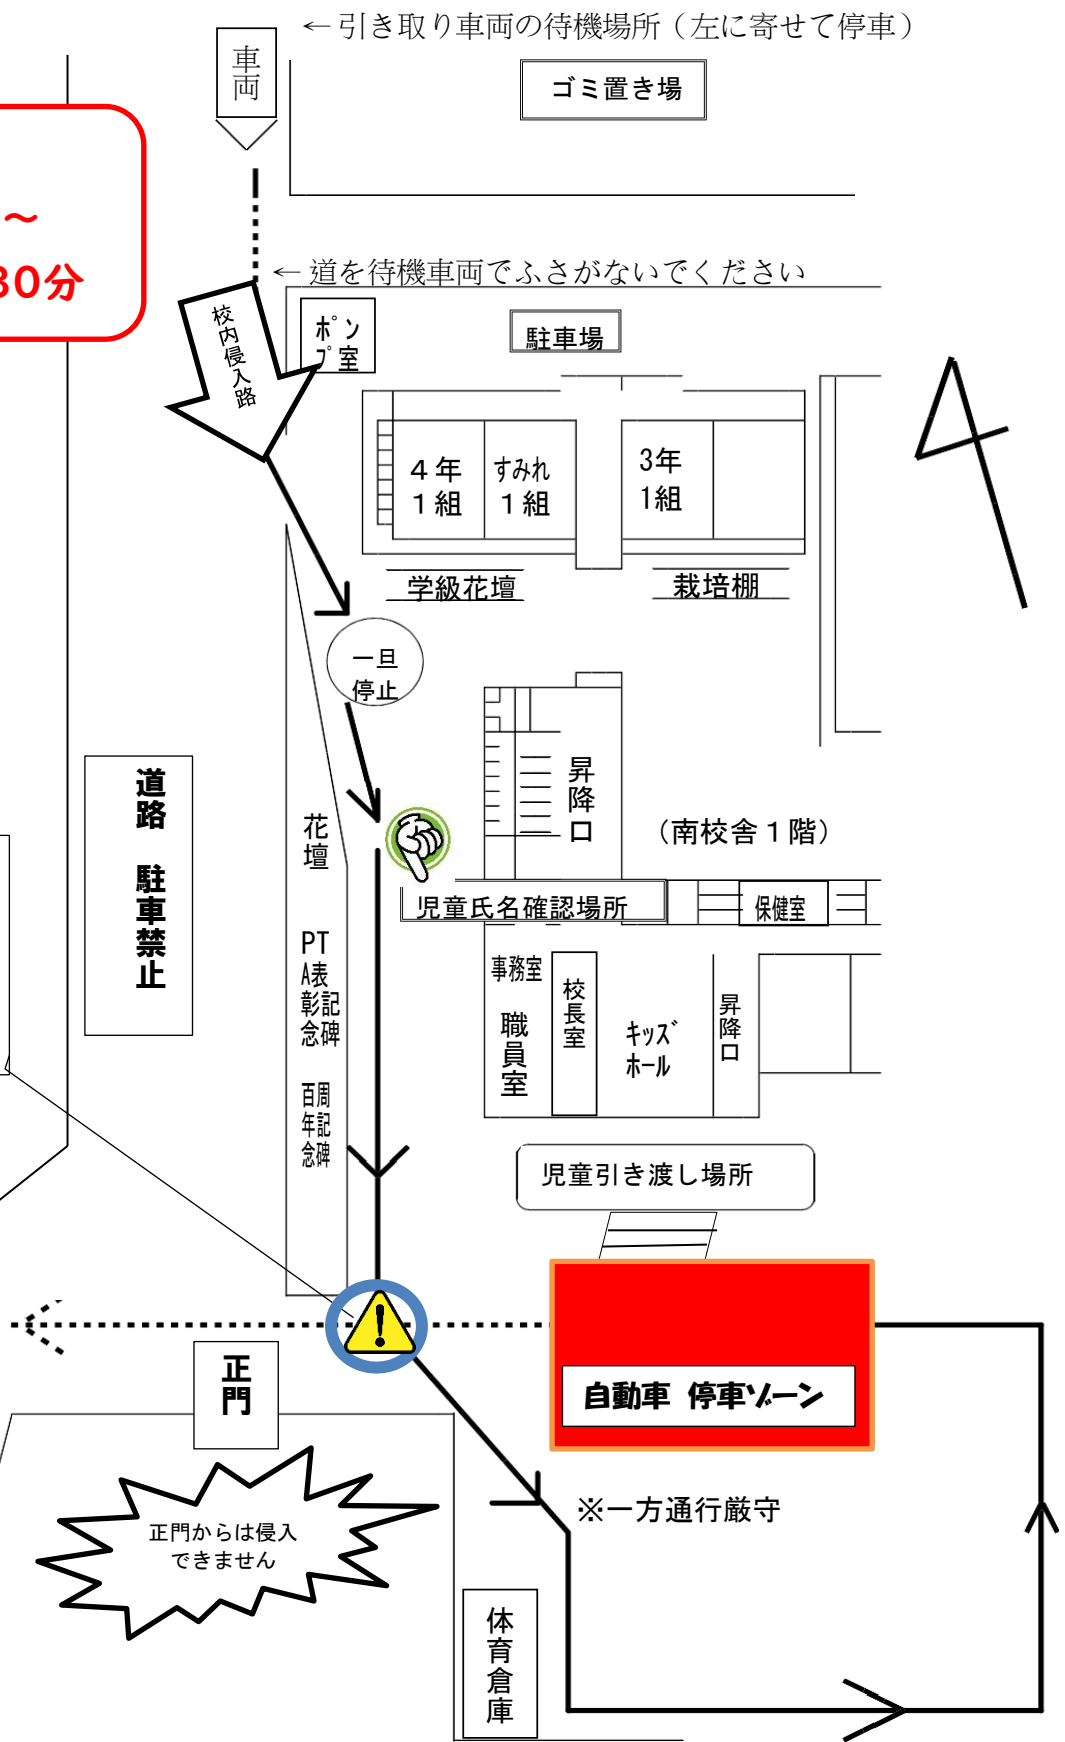 ←引き取り車両の待機場所（左に寄せて停車）
車両
ゴミ置き場
～
30分
←道を待機車両でふさがないでください
校内侵入路
ポン
プ室
駐車場
４年
１組
すみれ
１組
3年
1組
学級花壇
栽培棚
一旦
停止
道路　駐車禁止
花壇
昇降口
（南校舎１階）
児童氏名確認場所
保健室
PT
A表
彰記
念碑
事務室
職員室
校長室
キッズ
ホール
昇降口
百周
年記
念碑
児童引き渡し場所
正門
自動車 停車ゾーン
※一方通行厳守
正門からは侵入
できません
体育倉庫